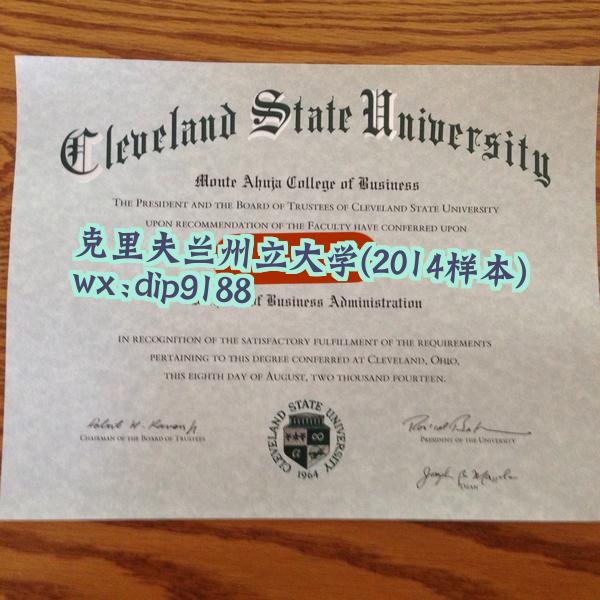 Cleveland State University
Monte Ahuja College of Business
THE PRESIDENT AND THE BOARD OF TRUSTEES OF CLEVELAND STATE UNIVERSITY
UPON RECOMMENDATION OF THE FACULTY HAVE CONFERRED UPON
克里夫兰州立大学(2014样本)
wx:dip9188
of Business Administration
IN RECOGNITION OF THE SATISFACTORY FULFILLMENT OF THE REQUIREMENTS
PERTAINING TO THIS DEGREE CONFERRED AT CLEVELAND, OHIO,
THIS EIGHTH DAY OF AUGUST, TWO THOUSAND FOURTEEN.
CHAIRMAN OF THE BOARD OF TRUSTEES
CLEVELAND STATE UNIVERSITY
1964
PRESIDENT OF THE UNIVERSITY
DEAN